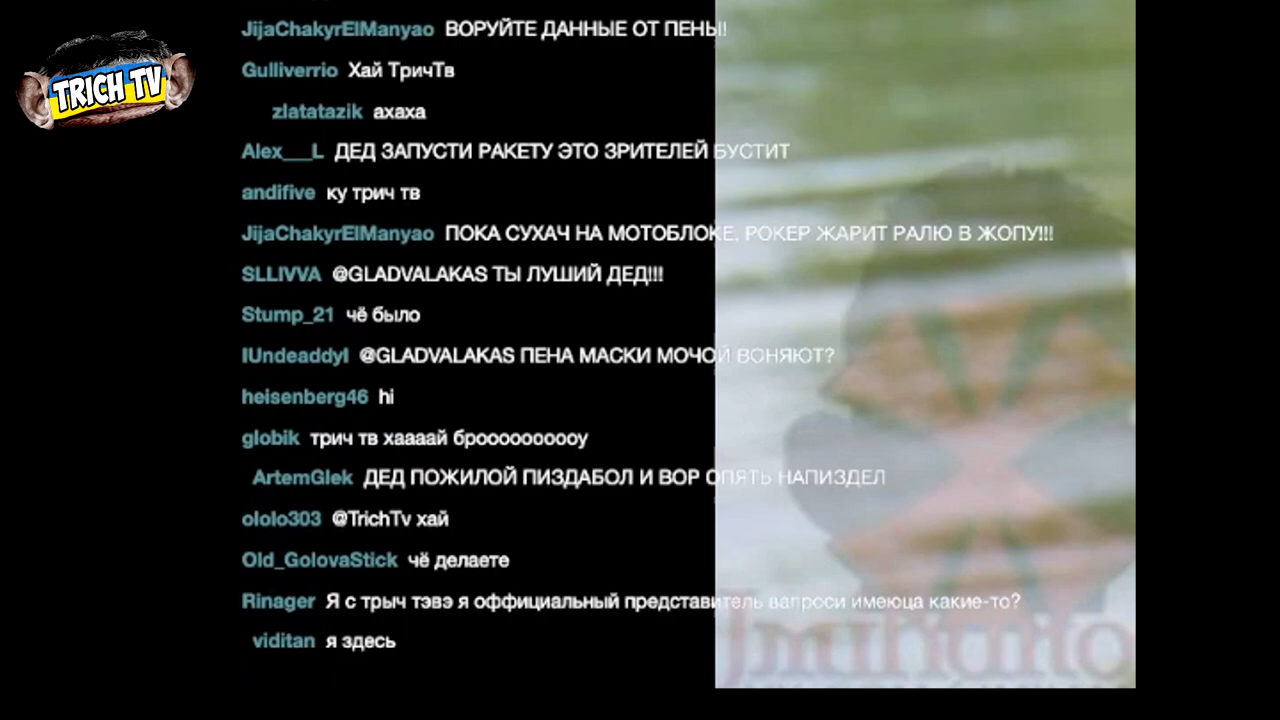 TRICH TV
JijaChakyrElManyao ВОРУЙТЕ ДАННЫЕ ОТ ПЕНЫ!
Gulliverrio Хай ТричТв
zlatatazik ахаха
Alex___L ДЕД ЗАПУСТИ РАКЕТУ ЭТО ЗРИТЕЛЕЙ БУСТИТ
andifive ку трич тв
JijaChakyrElManyao ПОКА СУХАЧ НА МОТОБЛОКЕ, РОКЕР ЖАРИТ РАЛЮ В ЖОПУ!!!
SLLIVVA @GLADVALAKAS ТЫ ЛУШИЙ ДЕД!!!
Stump_21 чё было
IUndeaddyI @GLADVALAKAS ПЕНА МАСКИ МОЧОЙ ВОНЯЮТ?
heisenberg46 hi
globik трич тв хаааай броооооооооу
ArtemGlek ДЕД ПОЖИЛОЙ ПИЗДАБОЛ И ВОР ОПЯТЬ НАПИЗДЕЛ
ololo303 @TrichTv хай
Old_GolovaStick чё делаете
Rinager Я с трыч тэвэ я оффициальный представитель вапроси имеюца какие-то?
viditan я здесь